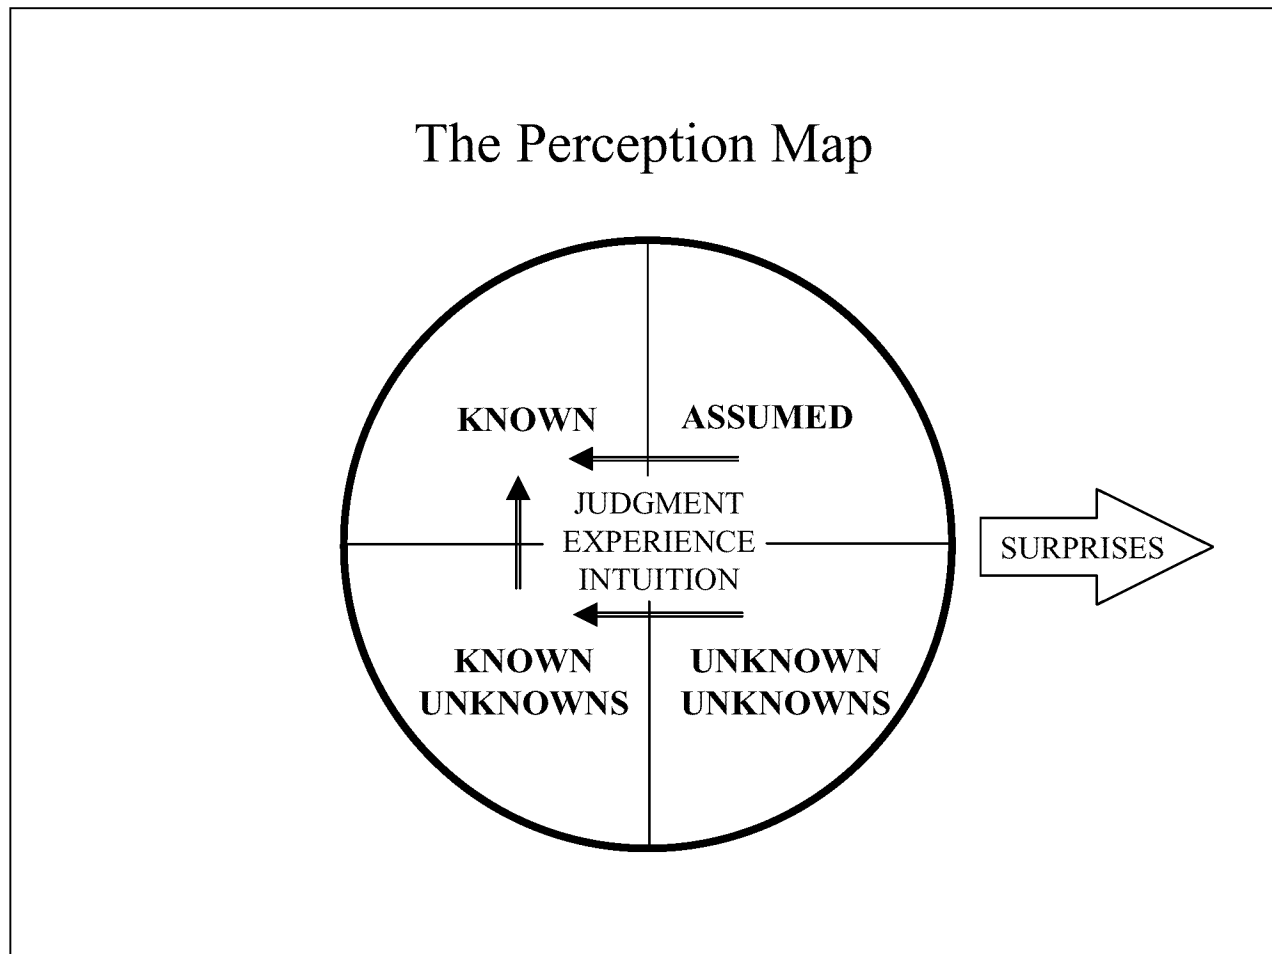 The Perception Map
KNOWN
ASSUMED
JUDGMENT
EXPERIENCE
INTUITION
SURPRISES
KNOWN
UNKNOWNS
UNKNOWN
UNKNOWNS